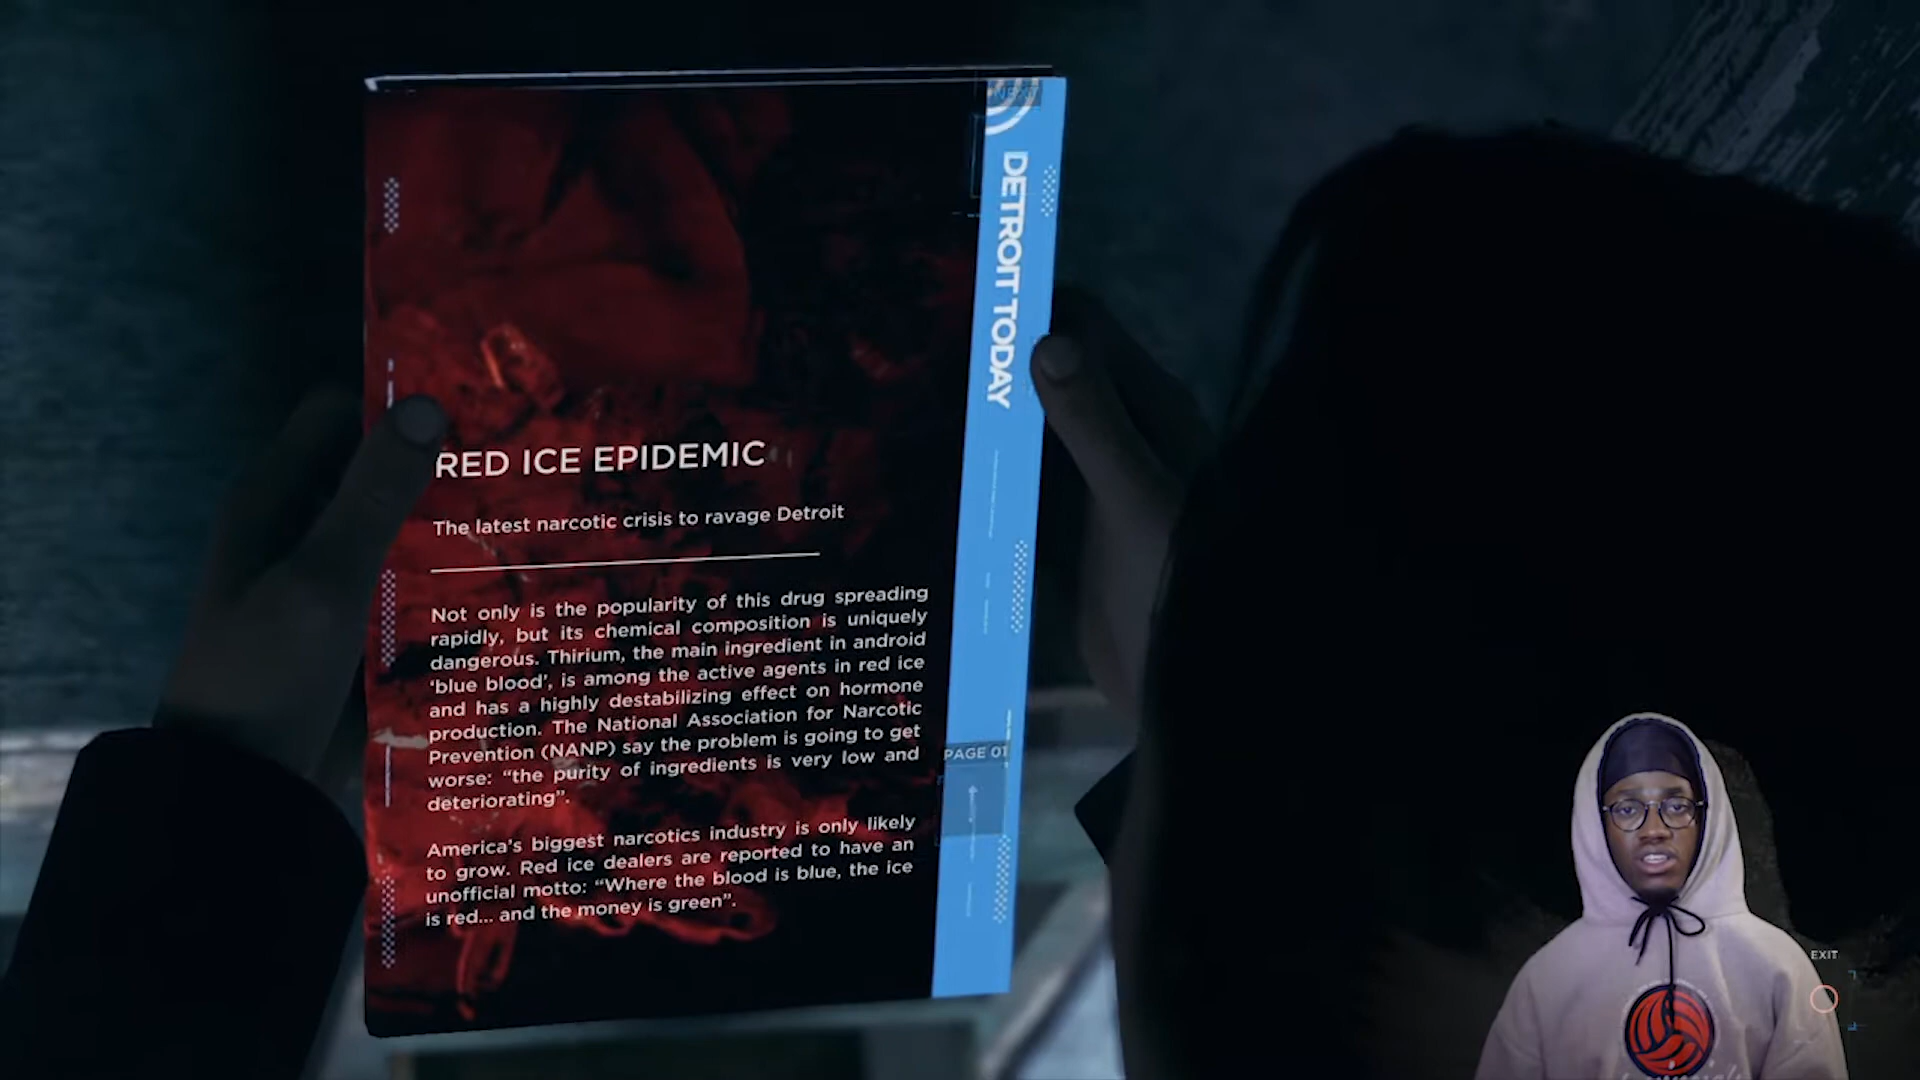 NEXT
DETROIT TODAY
RED ICE EPIDEMIC
The latest narcotic crisis to ravage Detroit
Not only is the popularity of this drug spreading
rapidly, but its chemical composition is uniquely
dangerous. Thirium, the main ingredient in android
‘blue blood’, is among the active agents in red ice
and has a highly destabilizing effect on hormone
production. The National Association for Narcotic
Prevention (NANP) say the problem is going to get
worse: “the purity of ingredients is very low and
deteriorating”.
America’s biggest narcotics industry is only likely
to grow. Red ice dealers are reported to have an
unofficial motto: “Where the blood is blue, the ice
is red... and the money is green”.
PAGE 01
EXIT